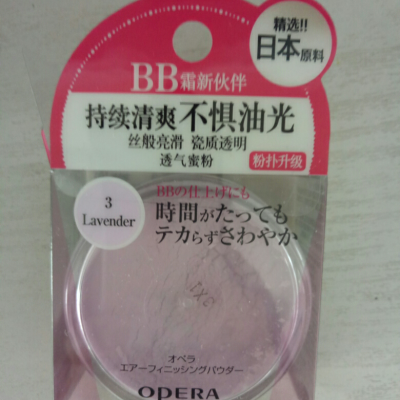 精选!!
日本原料
BB霜新伙伴
持续清爽 不惧油光
丝般亮滑 瓷质透明
透气蜜粉
粉扑升级
3
Lavender
BBの仕上げにも
時間がたっても
テカらずさわやか
オペラ
エアーフィニッシングパウダー
OPERA